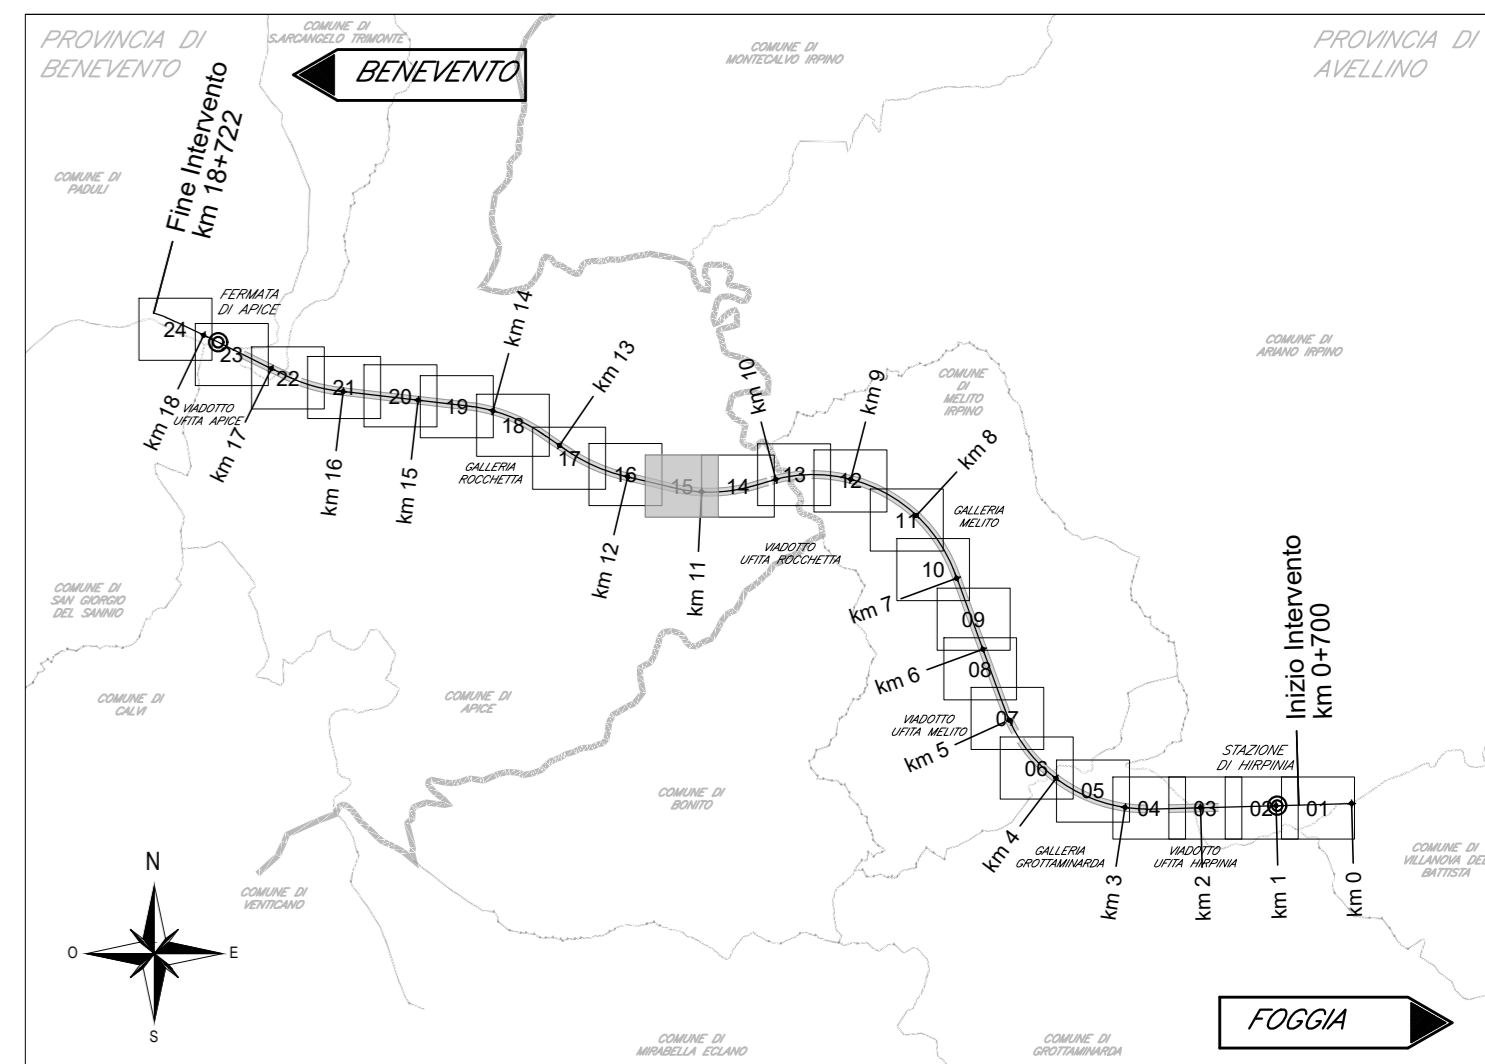 PROVINCIA DI
BENEVENTO
COMUNE DI
S.ARCANGELO TRIMONTE
BENEVENTO
COMUNE DI
MONTECALVO IRPINO
PROVINCIA DI
AVELLINO
Fine Intervento
km 18+722
COMUNE DI
PADULI
FERMATA
DI APICE
24
23
22
21
20
19
18
17
16
15
14
13
12
11
10
09
08
07
06
05
04
03
02
01
km 18
km 17
km 16
km 15
km 14
km 13
km 12
km 11
km 10
km 9
km 8
km 7
km 6
km 5
km 4
km 3
km 2
km 1
km 0
VIADOTTO
UFITA APICE
GALLERIA
ROCCHETTA
VIADOTTO
UFITA ROCCHETTA
GALLERIA
MELITO
COMUNE
DI
MELITO
IRPINO
COMUNE DI
ARIANO IRPINO
Inizio Intervento
km 0+700
COMUNE DI
SAN GIORGIO
DEL SANNIO
COMUNE DI
CALVI
COMUNE DI
APICE
VIADOTTO
UFITA MELITO
STAZIONE
DI HIRPINIA
COMUNE DI
BONITO
GALLERIA
GROTTAMINARDA
VIADOTTO
UFITA HIRPINIA
COMUNE DI
VILLANOVA DEL
BATTISTA
COMUNE DI
VENTICANO
N
O
E
S
COMUNE DI
MIRABELLA ECLANO
COMUNE DI
GROTTAMINARDA
FOGGIA